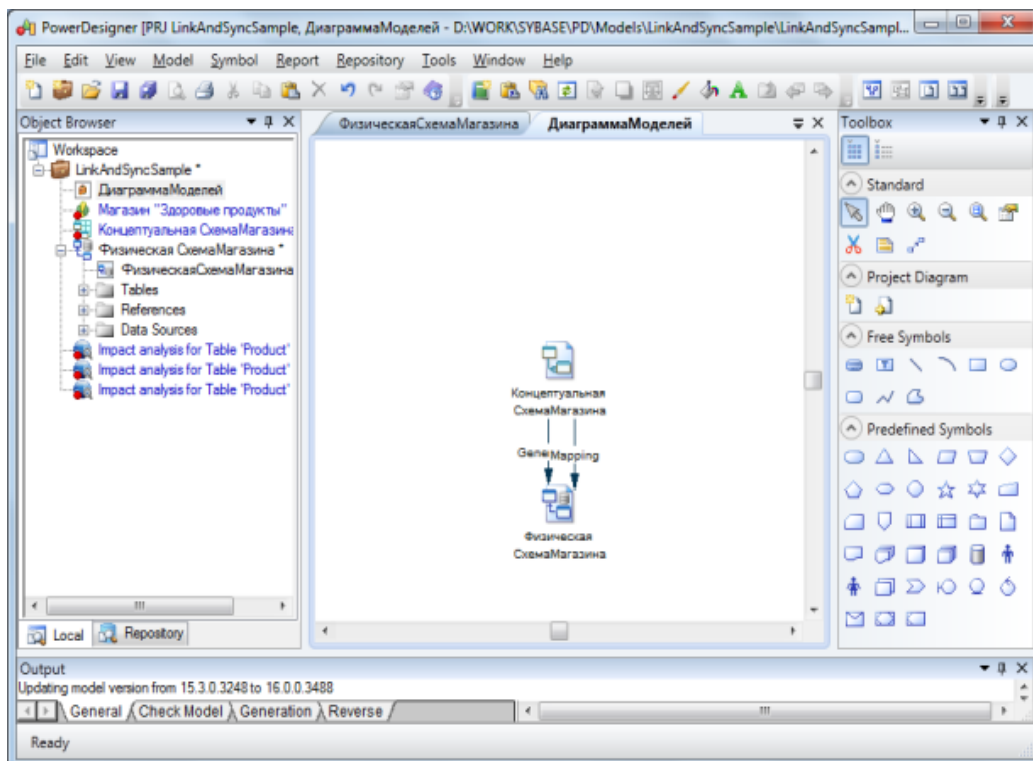 PowerDesigner [PRJ LinkAndSyncSample, ДиаграммаМоделей - D:\WORK\SYBASE\PD\Models\LinkAndSyncSample\LinkAndSyncSampl...
File Edit View Model Symbol Report Repository Tools Window Help
Object Browser
Workspace
LinkAndSyncSample *
ДиаграммаМоделей
Магазин "Здоровые продукты"
Концептуальная СхемаМагазина
Физическая СхемаМагазина *
ФизическаяСхемаМагазина
Tables
References
Data Sources
Impact analysis for Table 'Product'
Impact analysis for Table 'Product'
Impact analysis for Table 'Product'
Local Repository
ФизическаяСхемаМагазина ДиаграммаМоделей
Концептуальная
СхемаМагазина
Gene Mapping
Физическая
СхемаМагазина
Toolbox
Standard
Project Diagram
Free Symbols
Predefined Symbols
Output
Updating model version from 15.3.0.3248 to 16.0.0.3488
General Check Model Generation Reverse
Ready